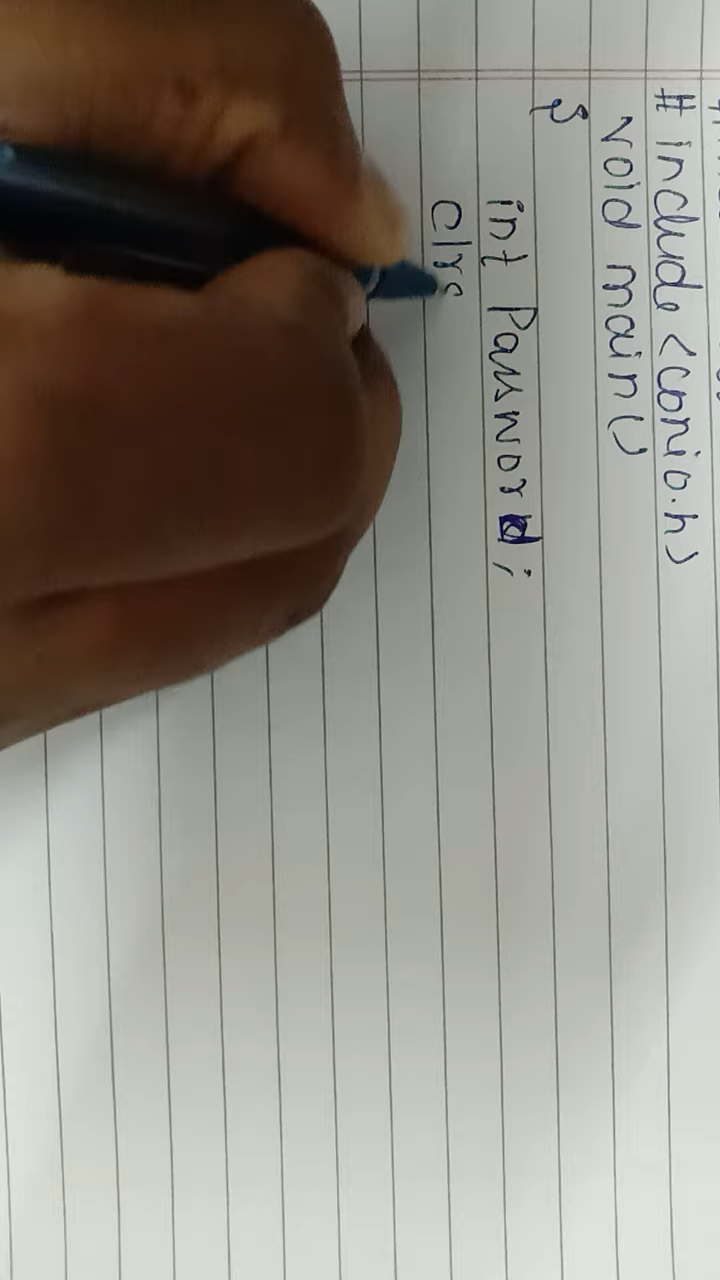 # include <conio.h>
void main()
{
int Password;
clrs